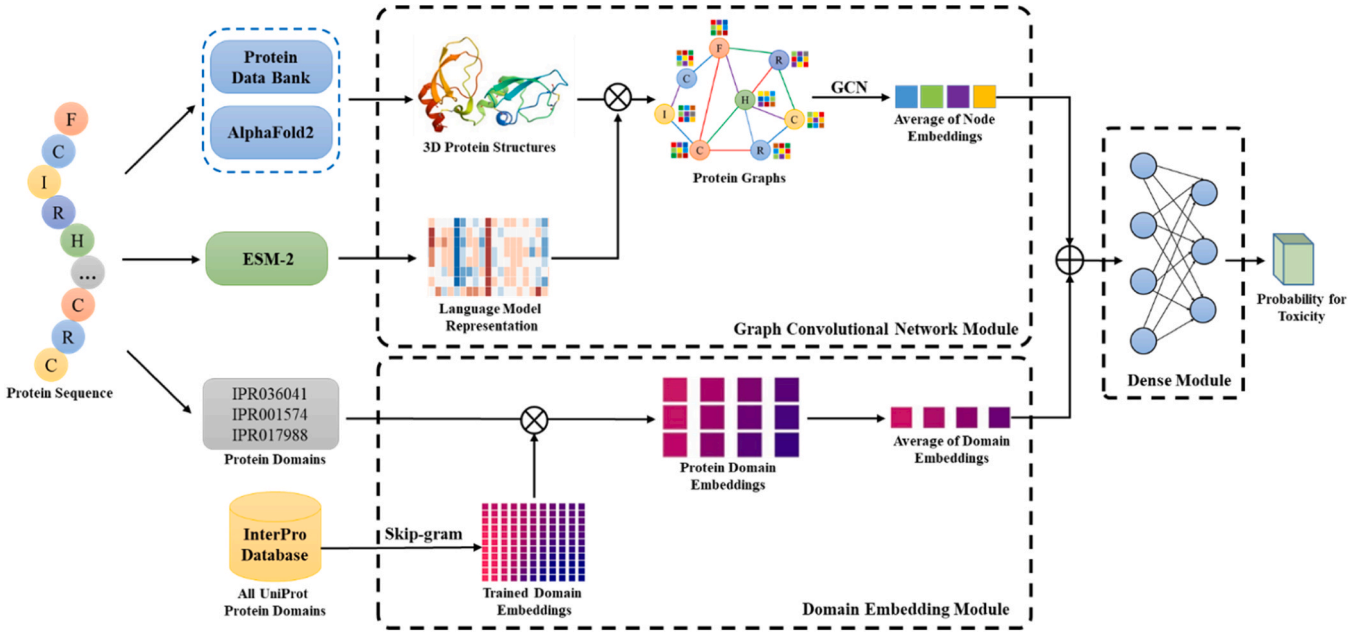 F
C
I
R
H
...
C
R
C
Protein Sequence
Protein
Data Bank
AlphaFold2
ESM-2
IPR036041
IPR001574
IPR017988
Protein Domains
InterPro
Database
All UniProt
Protein Domains
3D Protein Structures
Language Model
Representation
F
R
C
H
I
C
C
R
Protein Graphs
GCN
Average of Node
Embeddings
Graph Convolutional Network Module
Skip-gram
Trained Domain
Embeddings
Protein Domain
Embeddings
Average of Domain
Embeddings
Domain Embedding Module
Dense Module
Probability for
Toxicity